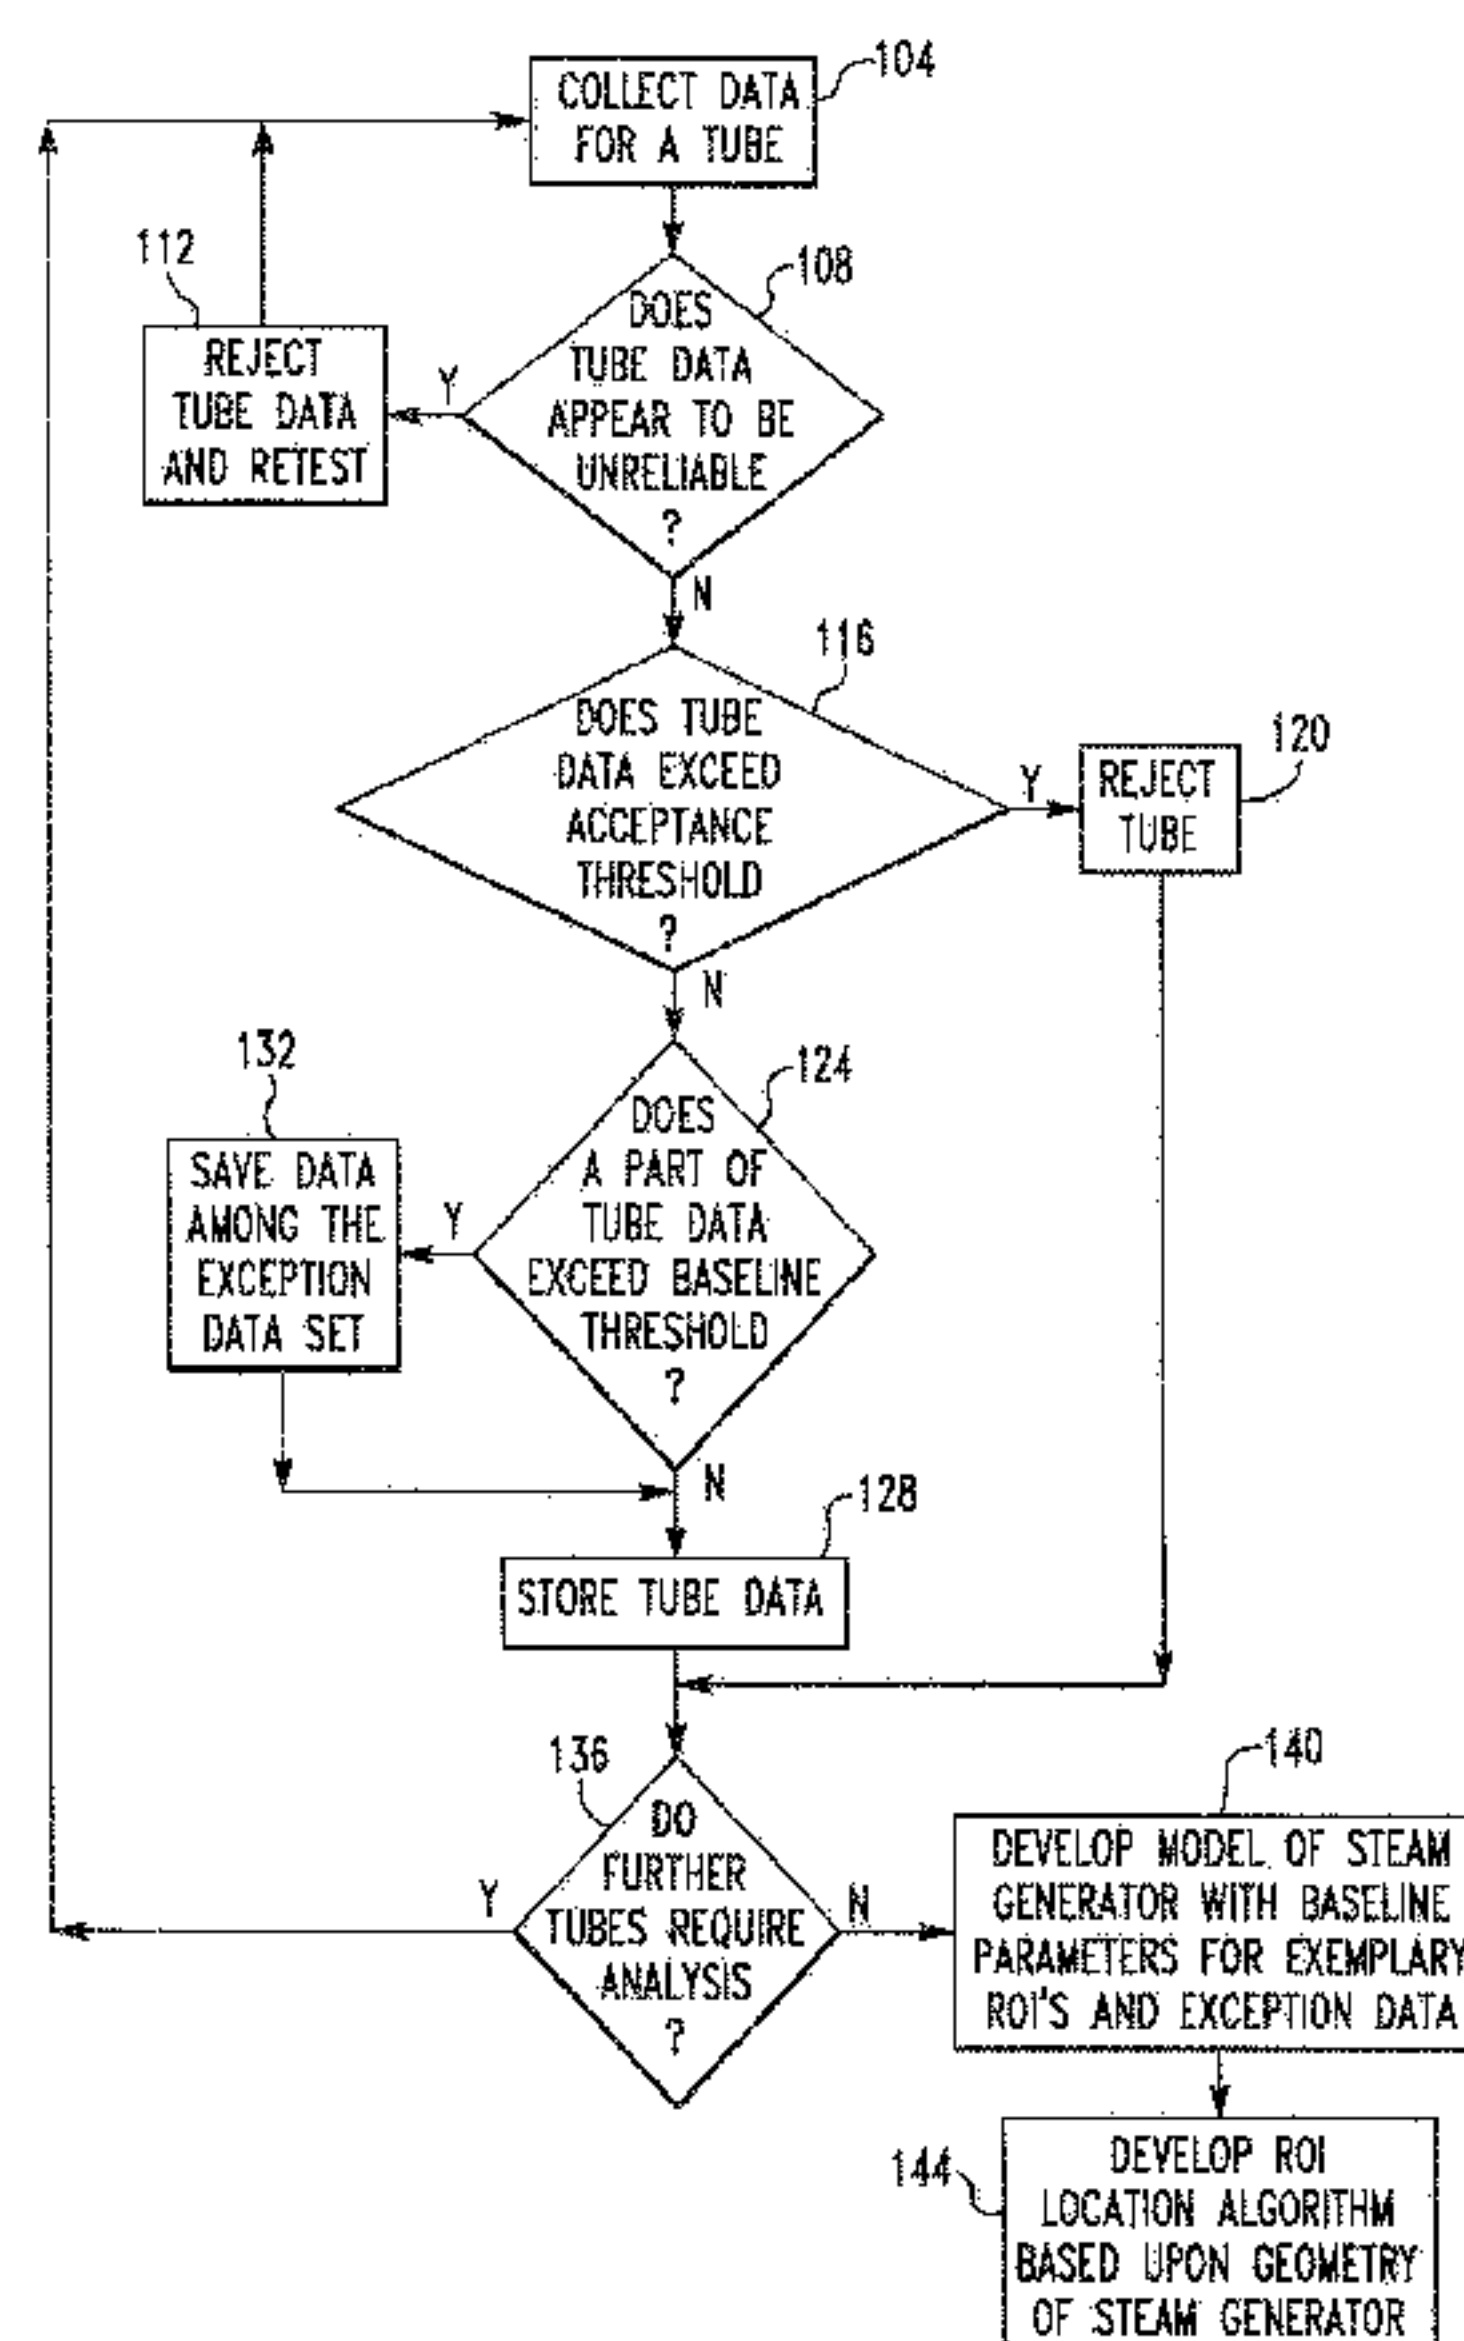 104
COLLECT DATA
FOR A TUBE
108
DOES
TUBE DATA
APPEAR TO BE
UNRELIABLE
?
Y
112
REJECT
TUBE DATA
AND RETEST
N
116
DOES TUBE
DATA EXCEED
ACCEPTANCE
THRESHOLD
?
Y
120
REJECT
TUBE
N
124
DOES
A PART OF
TUBE DATA
EXCEED BASELINE
THRESHOLD
?
Y
132
SAVE DATA
AMONG THE
EXCEPTION
DATA SET
N
128
STORE TUBE DATA
136
DO
FURTHER
TUBES REQUIRE
ANALYSIS
?
Y
N
140
DEVELOP MODEL OF STEAM
GENERATOR WITH BASELINE
PARAMETERS FOR EXEMPLARY
ROI'S AND EXCEPTION DATA
144
DEVELOP ROI
LOCATION ALGORITHM
BASED UPON GEOMETRY
OF STEAM GENERATOR